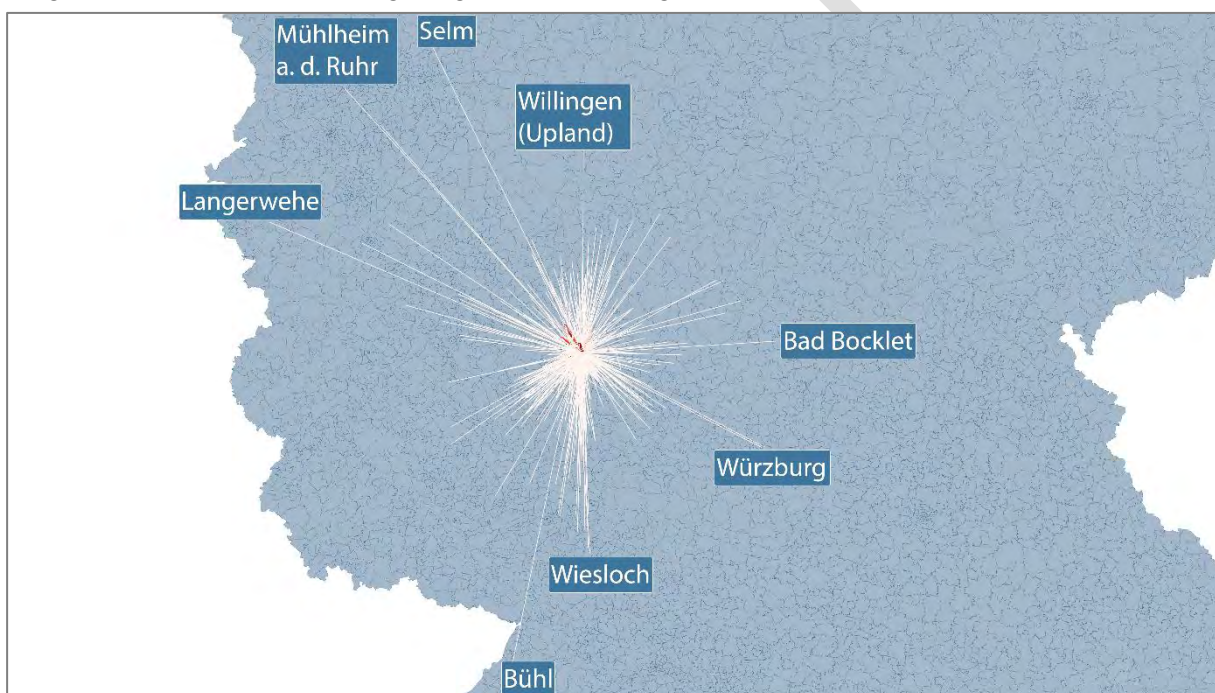 Mühlheim
a. d. Ruhr
Selm
Willingen
(Upland)
Langerwehe
Bad Bocklet
Würzburg
Wiesloch
Bühl